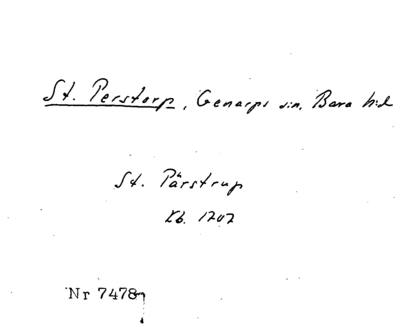 St. Perstorp, Genarps sn, Bara hd
St. Pärstrup
Kb. 1707
Nr 7478